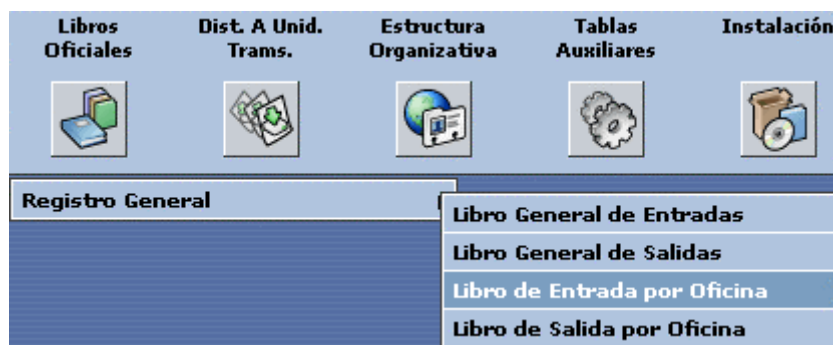 Libros
Oficiales
Dist. A Unid.
Trams.
Estructura
Organizativa
Tablas
Auxiliares
Instalación
Registro General
Libro General de Entradas
Libro General de Salidas
Libro de Entrada por Oficina
Libro de Salida por Oficina